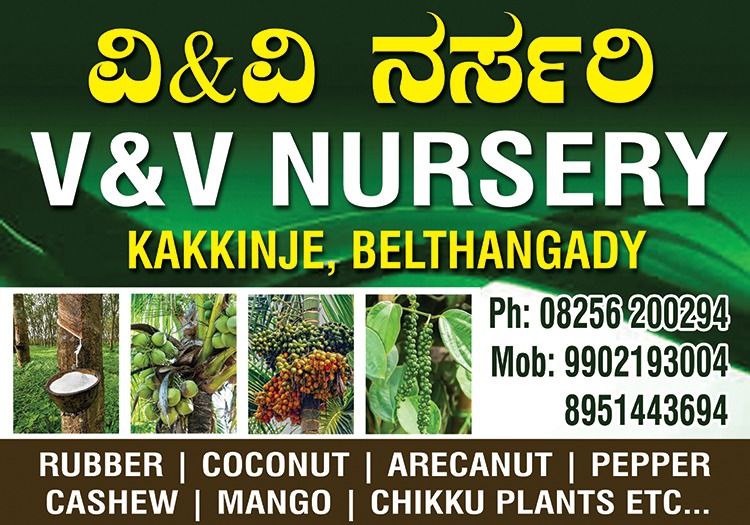 ವಿ&ವಿ ನರ್ಸರಿ
V&V NURSERY
KAKKINJE, BELTHANGADY
Ph: 08256 200294
Mob: 9902193004
8951443694
RUBBER | COCONUT | ARECANUT | PEPPER
CASHEW | MANGO | CHIKKU PLANTS ETC...